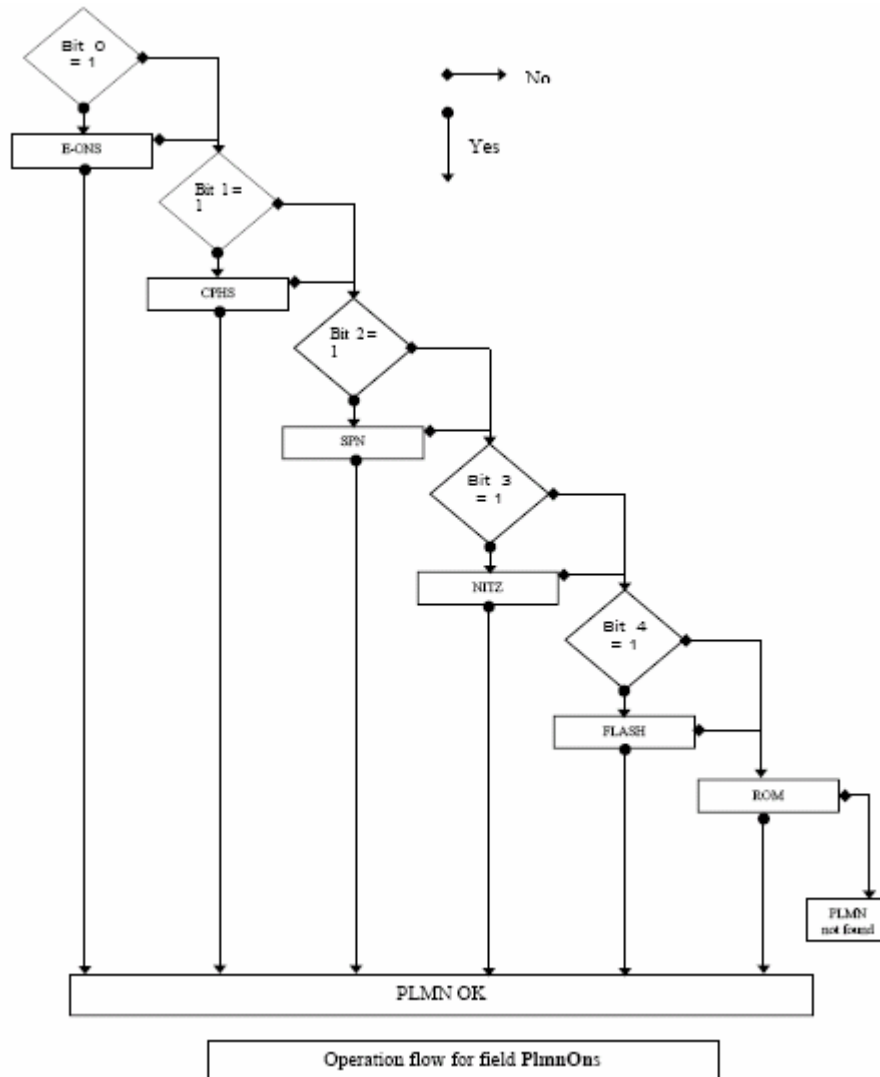 Bit 0
= 1
No
Yes
E-ONS
Bit 1=
1
CPHS
Bit 2=
1
SPN
Bit 3
= 1
NITZ
Bit 4
= 1
FLASH
ROM
PLMN
not found
PLMN OK
Operation flow for field PlmnOns